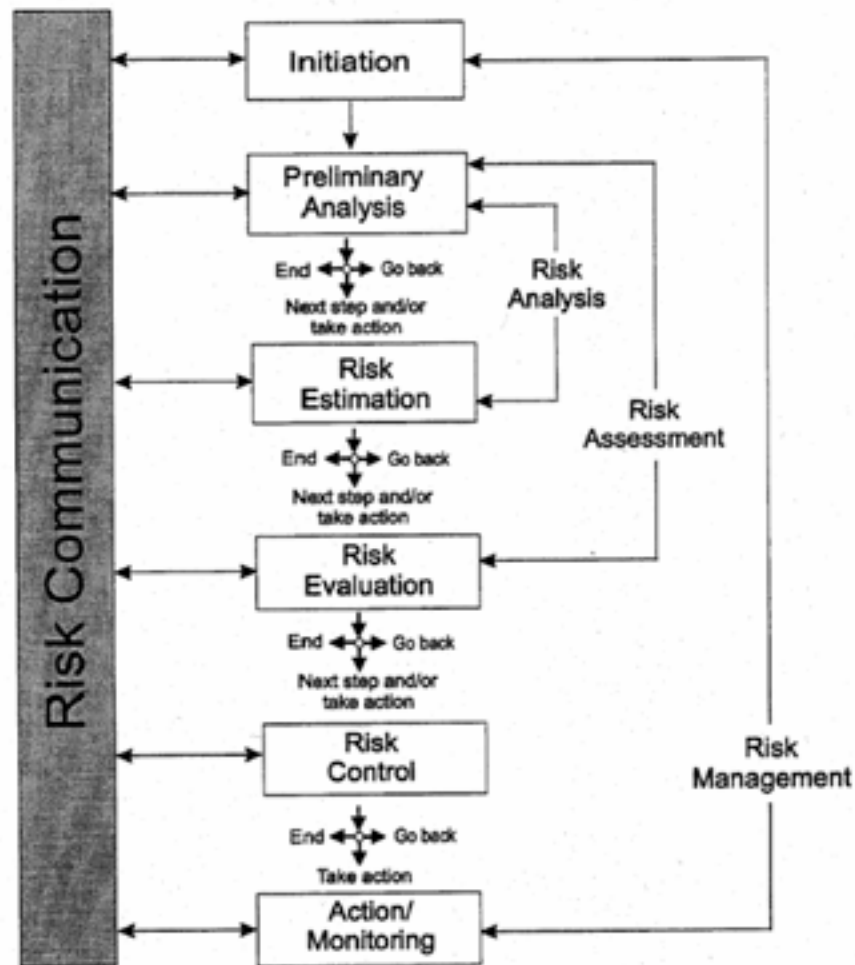 Risk Communication
Initiation
Preliminary
Analysis
End
Go back
Next step and/or
take action
Risk
Analysis
Risk
Estimation
Risk
Assessment
End
Go back
Next step and/or
take action
Risk
Evaluation
End
Go back
Next step and/or
take action
Risk
Control
Risk
Management
End
Go back
Take action
Action/
Monitoring